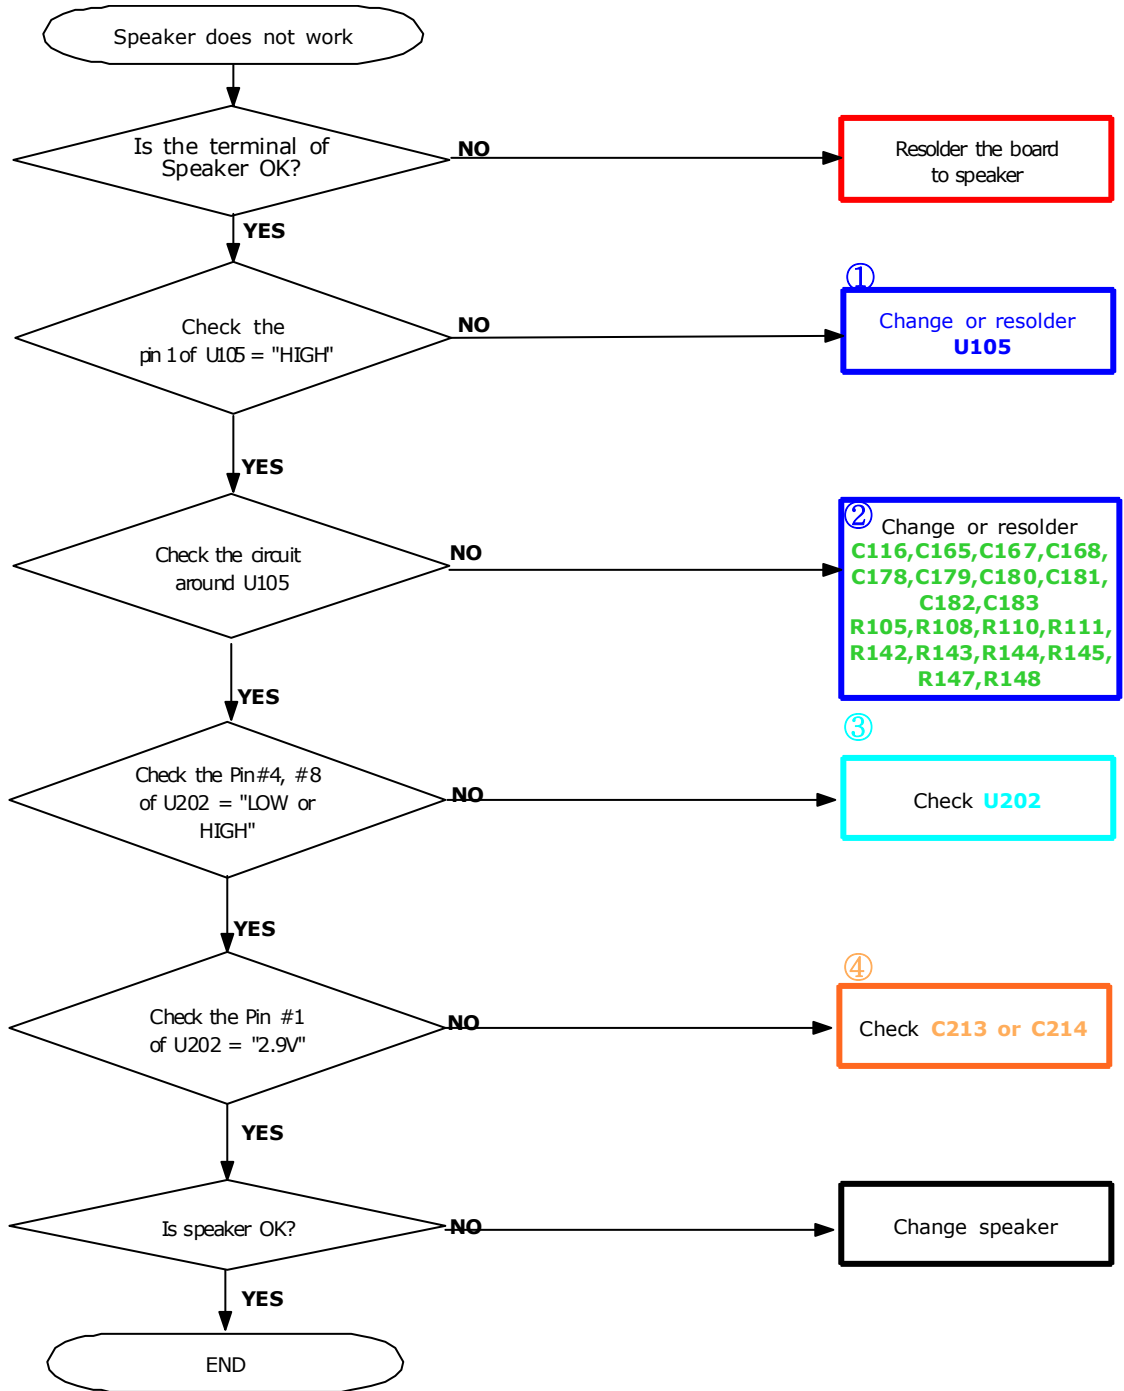 Speaker does not work
Is the terminal of
Speaker OK?
NO
Resolder the board
to speaker
YES
Check the
pin 1 of U105 = "HIGH"
NO
①
Change or resolder
U105
YES
Check the circuit
around U105
NO
②
Change or resolder
C116,C165,C167,C168,
C178,C179,C180,C181,
C182,C183
R105,R108,R110,R111,
R142,R143,R144,R145,
R147,R148
YES
Check the Pin#4, #8
of U202 = "LOW or
HIGH"
NO
③
Check U202
YES
Check the Pin #1
of U202 = "2.9V"
NO
④
Check C213 or C214
YES
Is speaker OK?
NO
Change speaker
YES
END